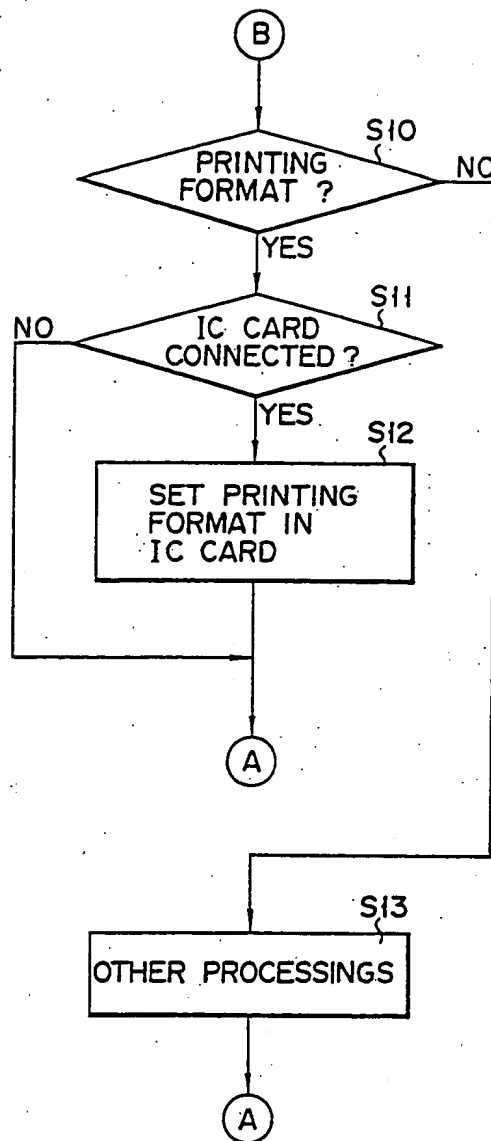 B
S10
PRINTING
FORMAT ?
NO
YES
S11
NO
IC CARD
CONNECTED ?
YES
S12
SET PRINTING
FORMAT IN
IC CARD
A
S13
OTHER PROCESSINGS
A